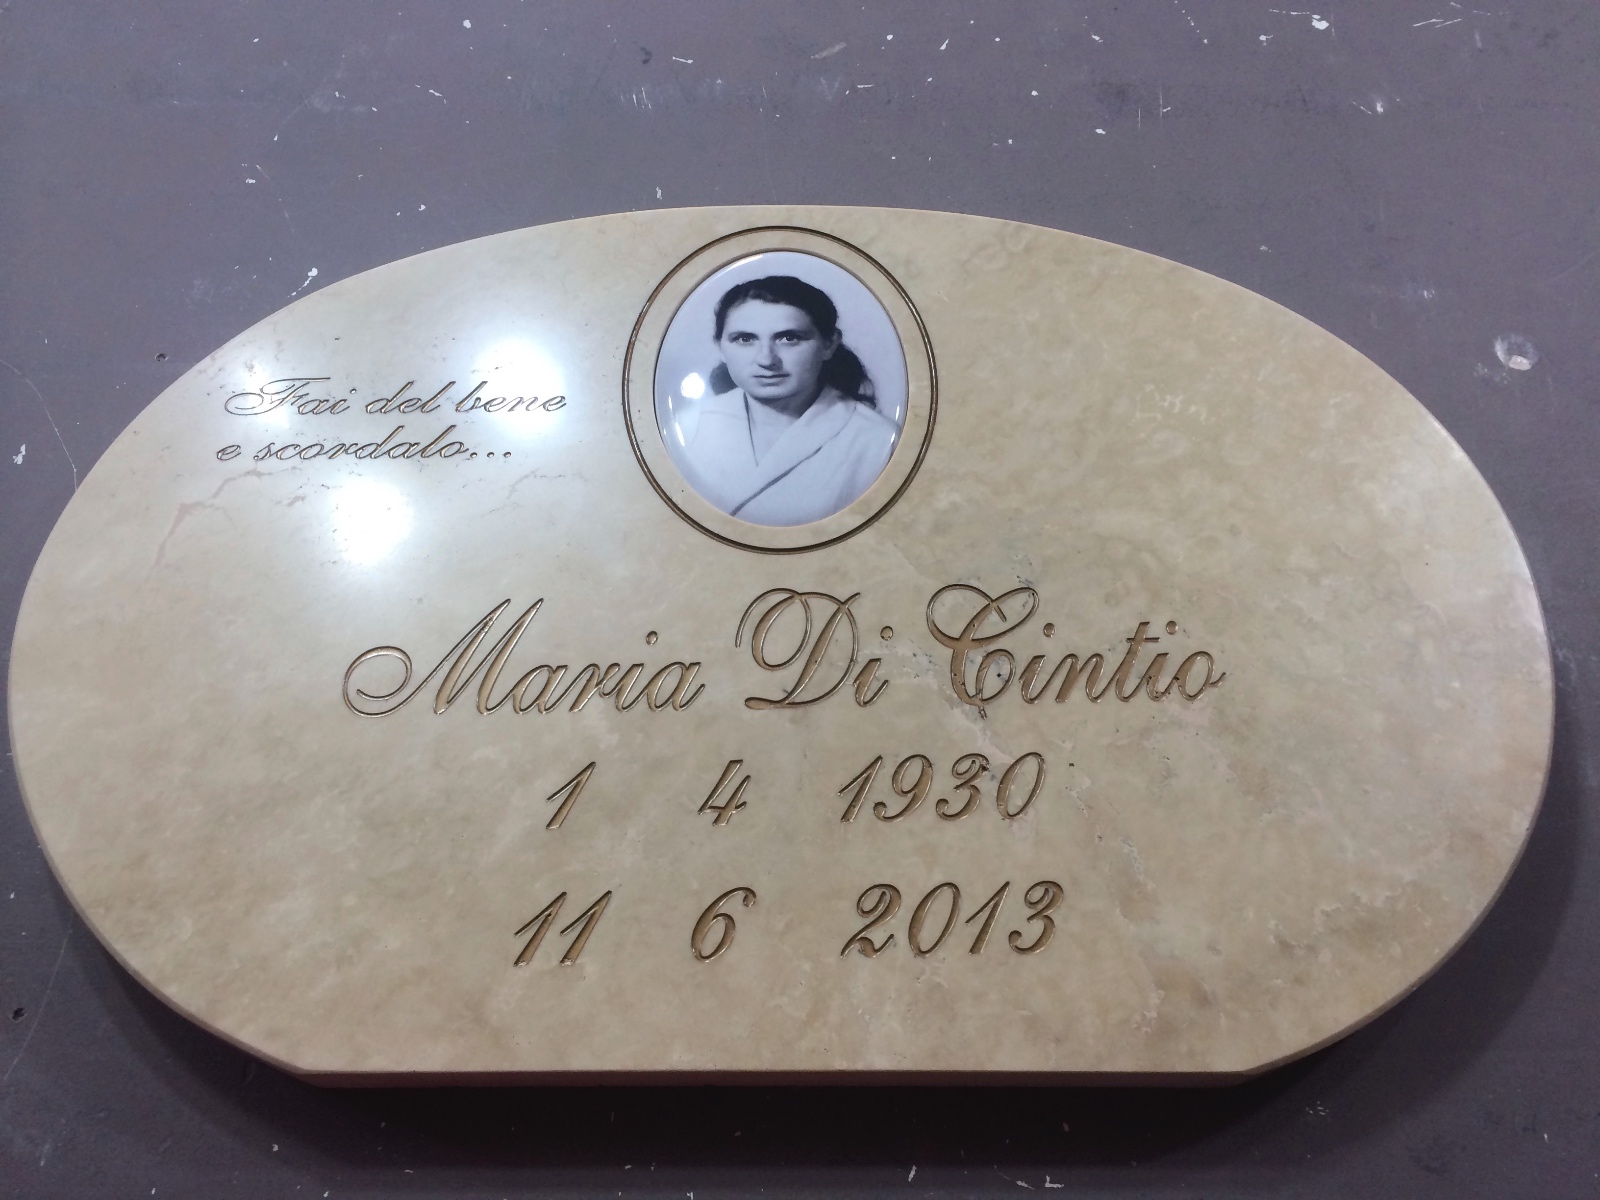 Fai del bene
e scordalo...
Maria Di Cintio
1 4 1930
11 6 2013